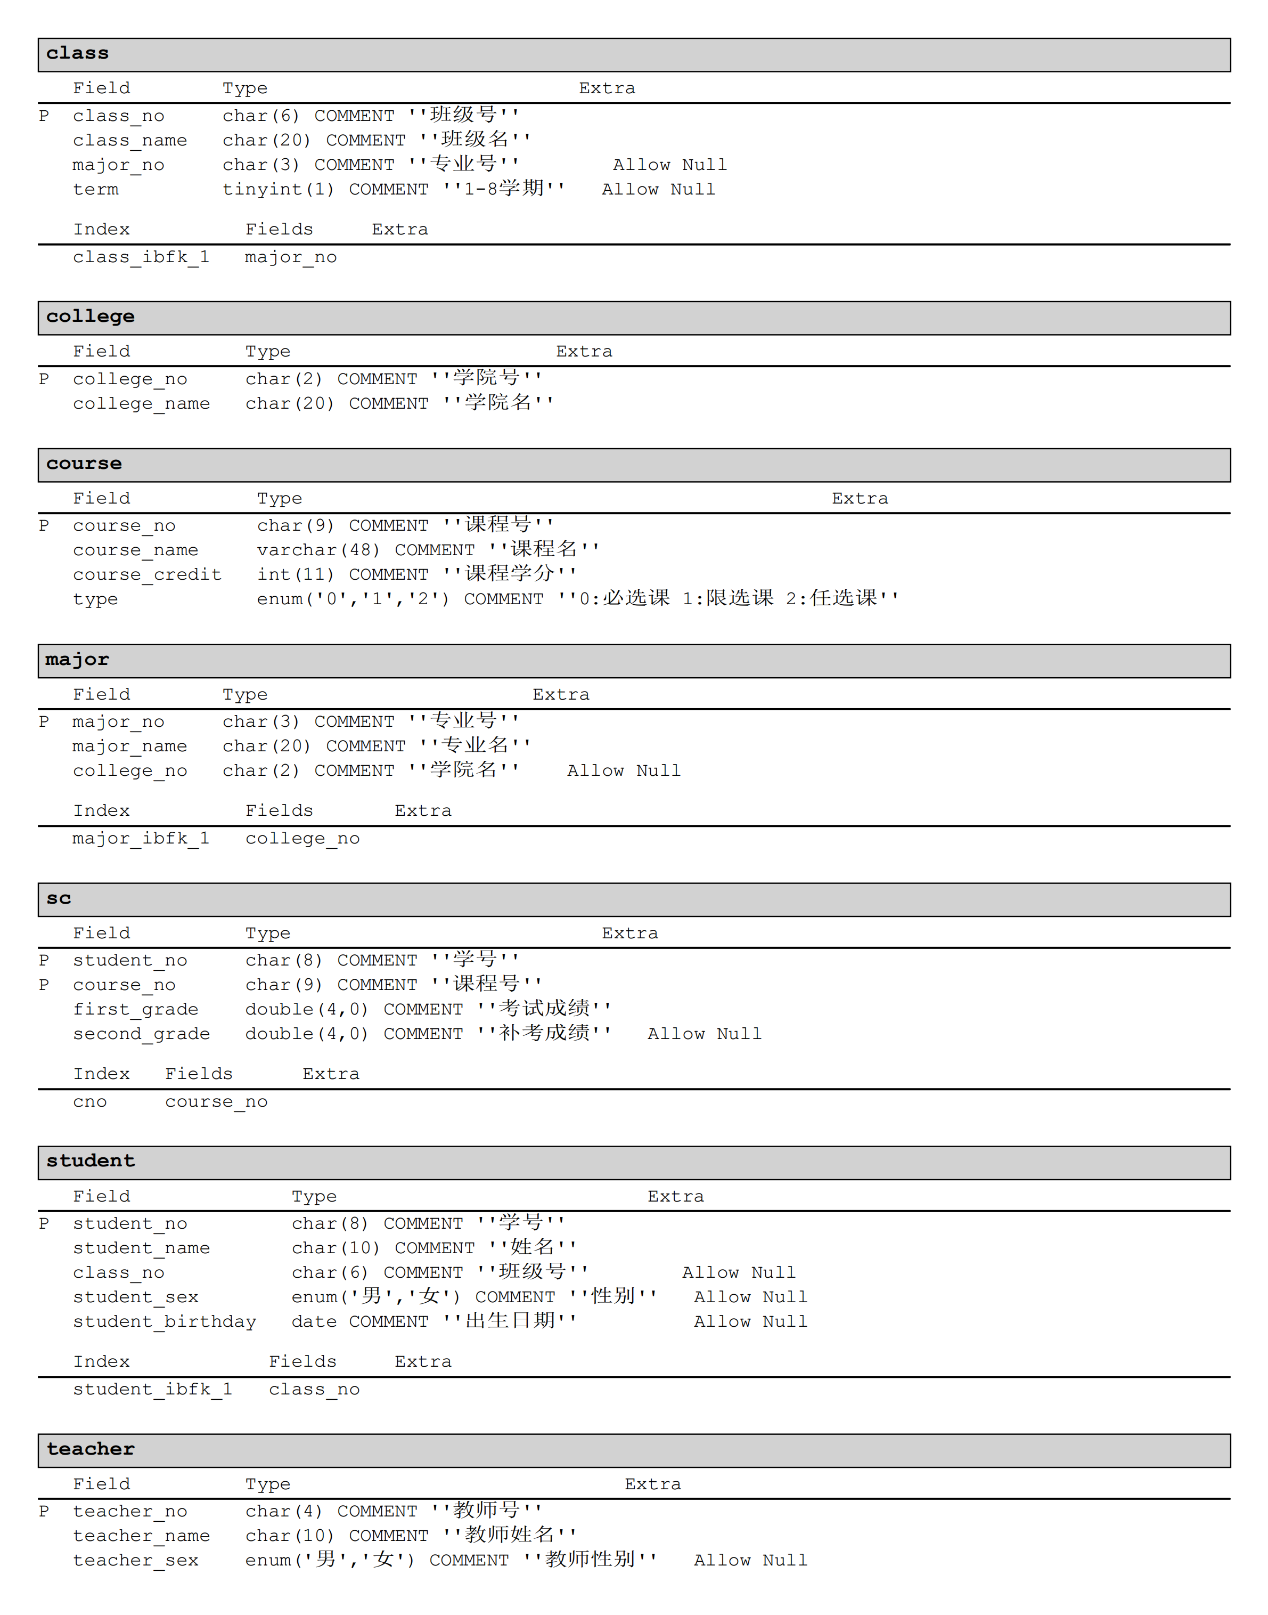 class
Field Type Extra
P class_no char(6) COMMENT ''班级号''
class_name char(20) COMMENT ''班级名''
major_no char(3) COMMENT ''专业号'' Allow Null
term tinyint(1) COMMENT ''1-8学期'' Allow Null
Index Fields Extra
class_ibfk_1 major_no
college
Field Type Extra
P college_no char(2) COMMENT ''学院号''
college_name char(20) COMMENT ''学院名''
course
Field Type Extra
P course_no char(9) COMMENT ''课程号''
course_name varchar(48) COMMENT ''课程名''
course_credit int(11) COMMENT ''课程学分''
type enum('0','1','2') COMMENT ''0:必选课 1:限选课 2:任选课''
major
Field Type Extra
P major_no char(3) COMMENT ''专业号''
major_name char(20) COMMENT ''专业名''
college_no char(2) COMMENT ''学院名'' Allow Null
Index Fields Extra
major_ibfk_1 college_no
sc
Field Type Extra
P student_no char(8) COMMENT ''学号''
P course_no char(9) COMMENT ''课程号''
first_grade double(4,0) COMMENT ''考试成绩''
second_grade double(4,0) COMMENT ''补考成绩'' Allow Null
Index Fields Extra
cno course_no
student
Field Type Extra
P student_no char(8) COMMENT ''学号''
student_name char(10) COMMENT ''姓名''
class_no char(6) COMMENT ''班级号'' Allow Null
student_sex enum('男','女') COMMENT ''性别'' Allow Null
student_birthday date COMMENT ''出生日期'' Allow Null
Index Fields Extra
student_ibfk_1 class_no
teacher
Field Type Extra
P teacher_no char(4) COMMENT ''教师号''
teacher_name char(10) COMMENT ''教师姓名''
teacher_sex enum('男','女') COMMENT ''教师性别'' Allow Null